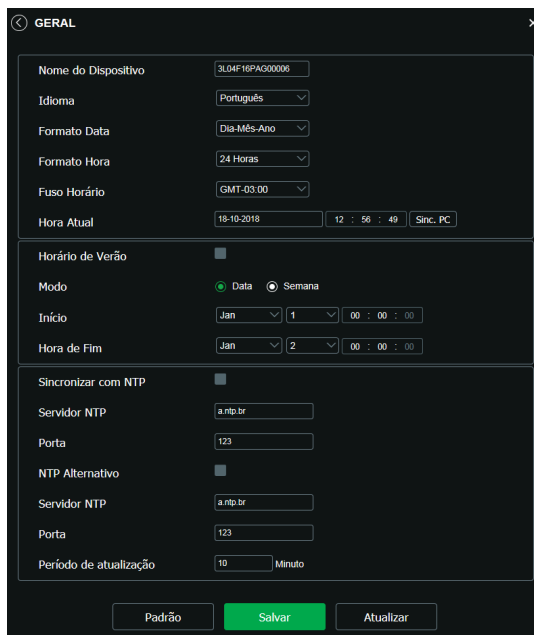 GERAL
Nome do Dispositivo 3L04F16PAG00006
Idioma Português
Formato Data Dia-Mês-Ano
Formato Hora 24 Horas
Fuso Horário GMT-03:00
Hora Atual 18-10-2018 12 : 56 : 49 Sinc. PC
Horário de Verão
Modo Data Semana
Início Jan 1 00 : 00 : 00
Hora de Fim Jan 2 00 : 00 : 00
Sincronizar com NTP
Servidor NTP a.ntp.br
Porta 123
NTP Alternativo
Servidor NTP a.ntp.br
Porta 123
Período de atualização 10 Minuto
Padrão Salvar Atualizar